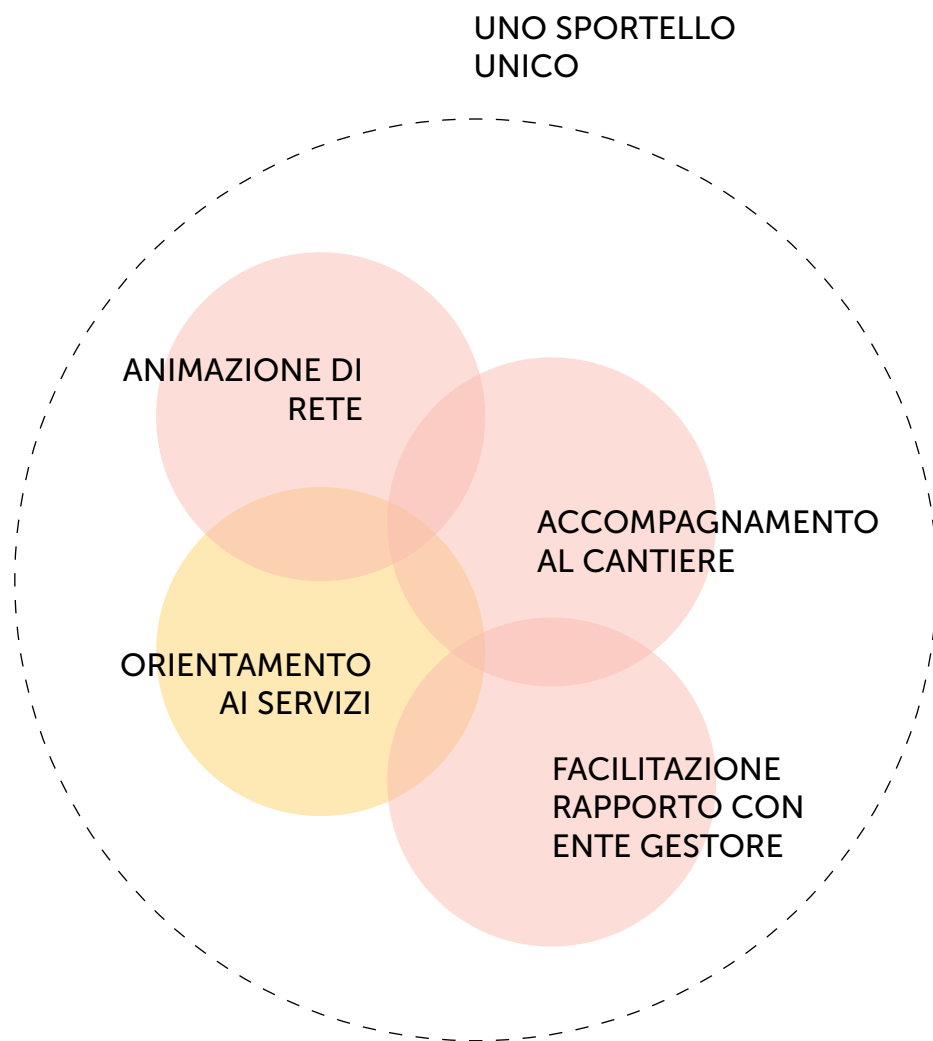 UNO SPORTELLO
UNICO
ANIMAZIONE DI
RETE
ACCOMPAGNAMENTO
AL CANTIERE
ORIENTAMENTO
AI SERVIZI
FACILITAZIONE
RAPPORTO CON
ENTE GESTORE